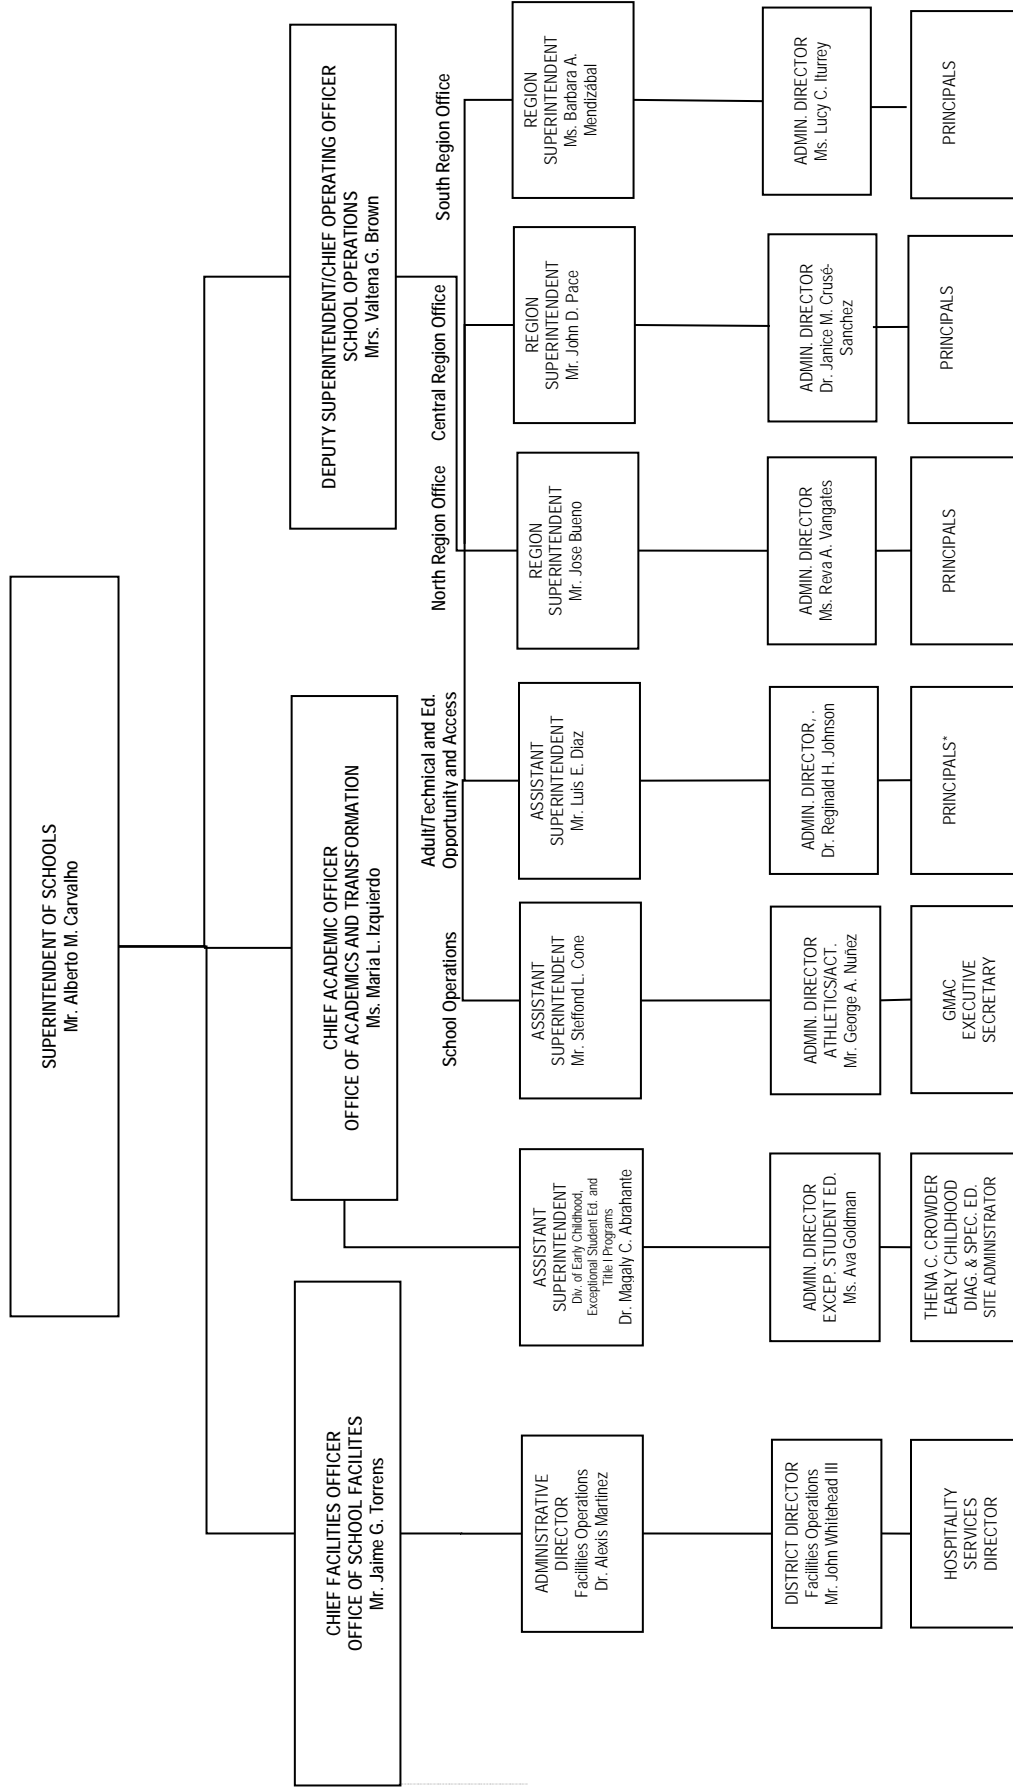 SUPERINTENDENT OF SCHOOLS
Mr. Alberto M. Carvalho
CHIEF FACILITIES OFFICER
OFFICE OF SCHOOL FACILITES
Mr. Jaime G. Torrens
CHIEF ACADEMIC OFFICER
OFFICE OF ACADEMICS AND TRANSFORMATION
Ms. Maria L. Izquierdo
DEPUTY SUPERINTENDENT/CHIEF OPERATING OFFICER
SCHOOL OPERATIONS
Mrs. Valtena G. Brown
School Operations
Adult/Technical and Ed.
Opportunity and Access
North Region Office
Central Region Office
South Region Office
ADMINISTRATIVE
DIRECTOR
Facilities Operations
Dr. Alexis Martinez
ASSISTANT
SUPERINTENDENT
Div. of Early Childhood,
Exceptional Student Ed. and
Title I Programs
Dr. Magaly C. Abrahante
ASSISTANT
SUPERINTENDENT
Mr. Steffond L. Cone
ASSISTANT
SUPERINTENDENT
Mr. Luis E. Diaz
REGION
SUPERINTENDENT
Mr. Jose Bueno
REGION
SUPERINTENDENT
Mr. John D. Pace
REGION
SUPERINTENDENT
Ms. Barbara A.
Mendizábal
DISTRICT DIRECTOR
Facilities Operations
Mr. John Whitehead III
ADMIN. DIRECTOR
EXCEP. STUDENT ED.
Ms. Ava Goldman
ADMIN. DIRECTOR
ATHLETICS/ACT.
Mr. George A. Nuñez
ADMIN. DIRECTOR, .
Dr. Reginald H. Johnson
ADMIN. DIRECTOR
Ms. Reva A. Vangates
ADMIN. DIRECTOR
Dr. Janice M. Crusé-
Sanchez
ADMIN. DIRECTOR
Ms. Lucy C. Iturrey
HOSPITALITY
SERVICES
DIRECTOR
THENA C. CROWDER
EARLY CHILDHOOD
DIAG. & SPEC. ED.
SITE ADMINISTRATOR
GMAC
EXECUTIVE
SECRETARY
PRINCIPALS*
PRINCIPALS
PRINCIPALS
PRINCIPALS